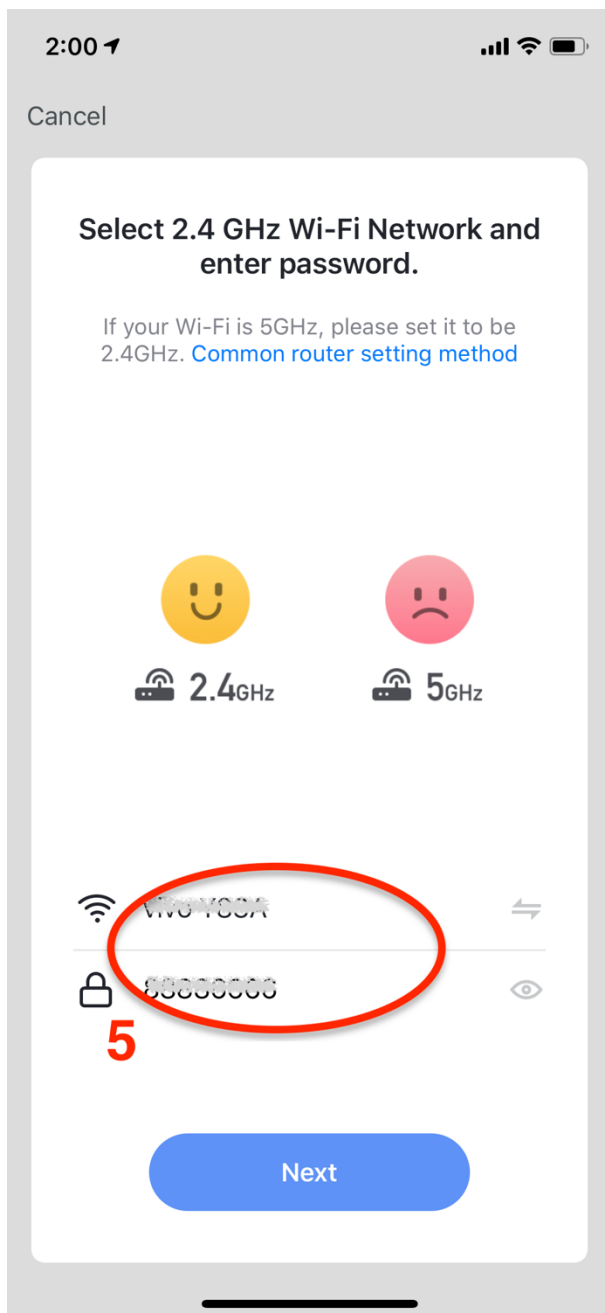 2:00
Cancel
Select 2.4 GHz Wi-Fi Network and
enter password.
If your Wi-Fi is 5GHz, please set it to be
2.4GHz. Common router setting method
2.4GHz
5GHz
5
Next